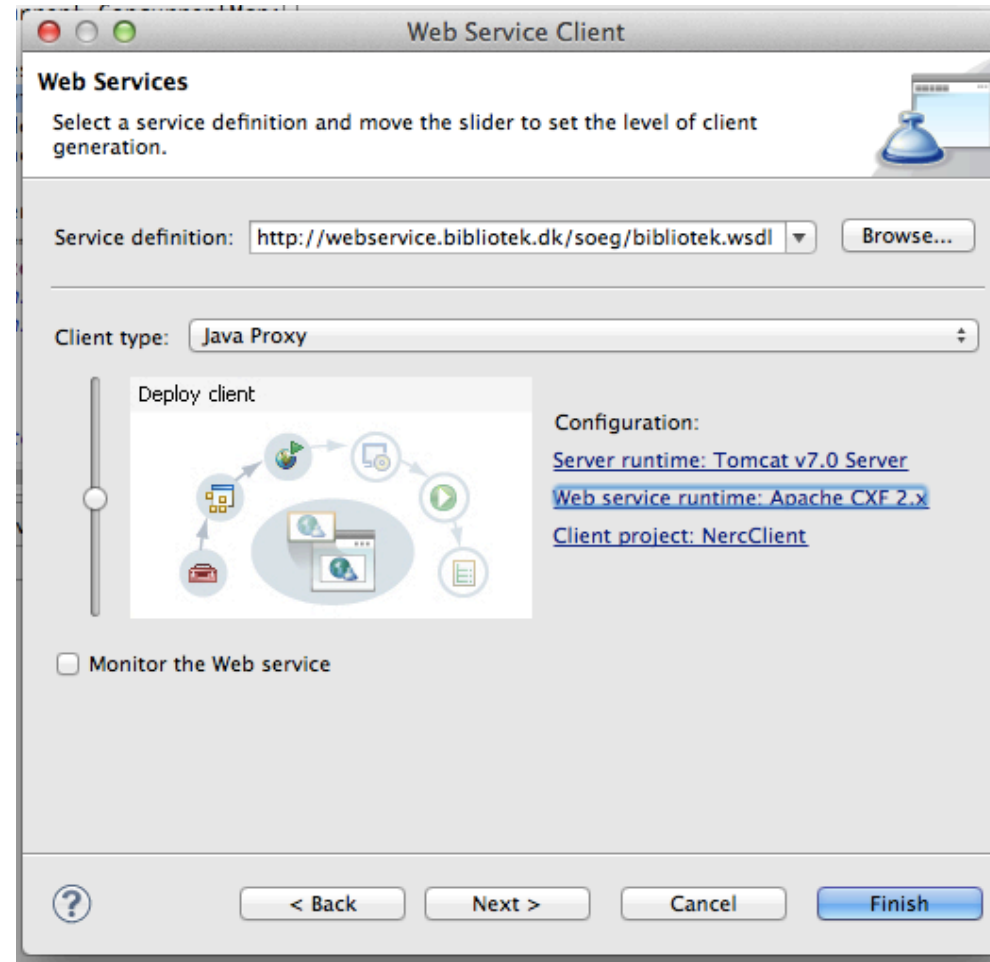 Web Service Client
Web Services
Select a service definition and move the slider to set the level of client
generation.
Service definition: http://webservice.bibliotek.dk/soeg/bibliotek.wsdl Browse...
Client type: Java Proxy
Deploy client
Configuration:
Server runtime: Tomcat v7.0 Server
Web service runtime: Apache CXF 2.x
Client project: NercClient
Monitor the Web service
? < Back Next > Cancel Finish